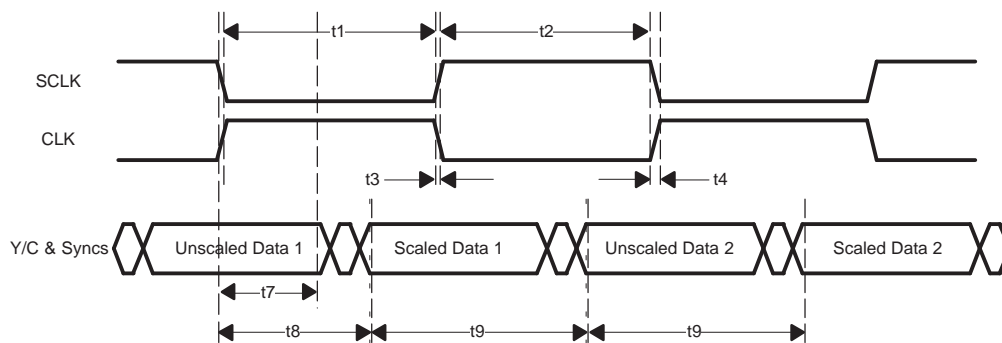 t1
t2
SCLK
CLK
t3
t4
Y/C & Syncs
Unscaled Data 1
Scaled Data 1
Unscaled Data 2
Scaled Data 2
t7
t8
t9
t9